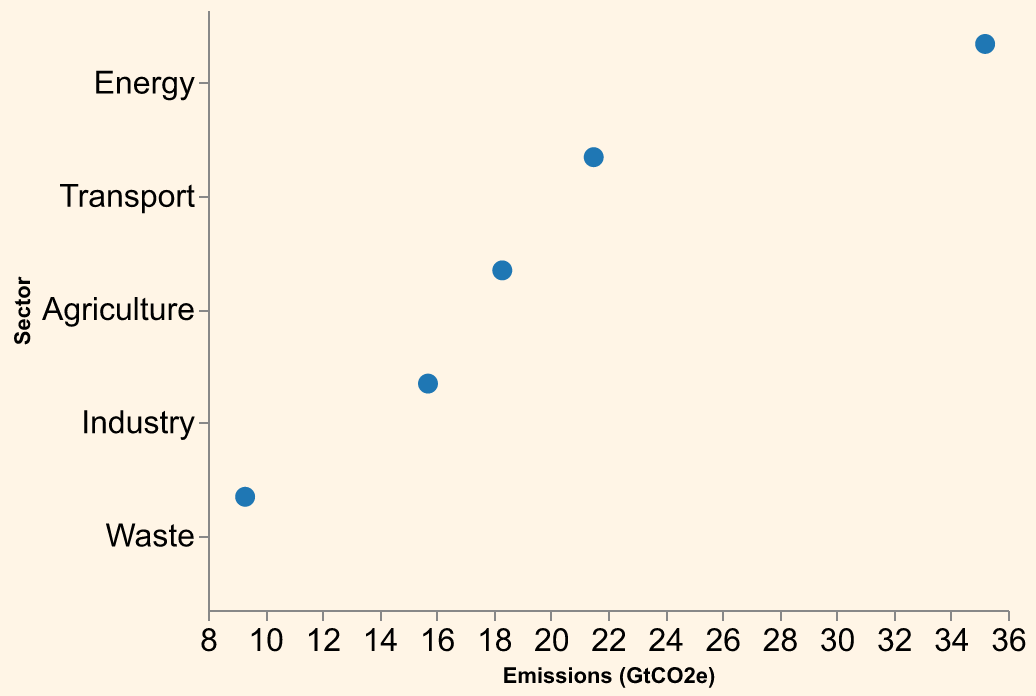 Energy
Transport
Agriculture
Industry
Waste
Sector
8 10 12 14 16 18 20 22 24 26 28 30 32 34 36
Emissions (GtCO2e)